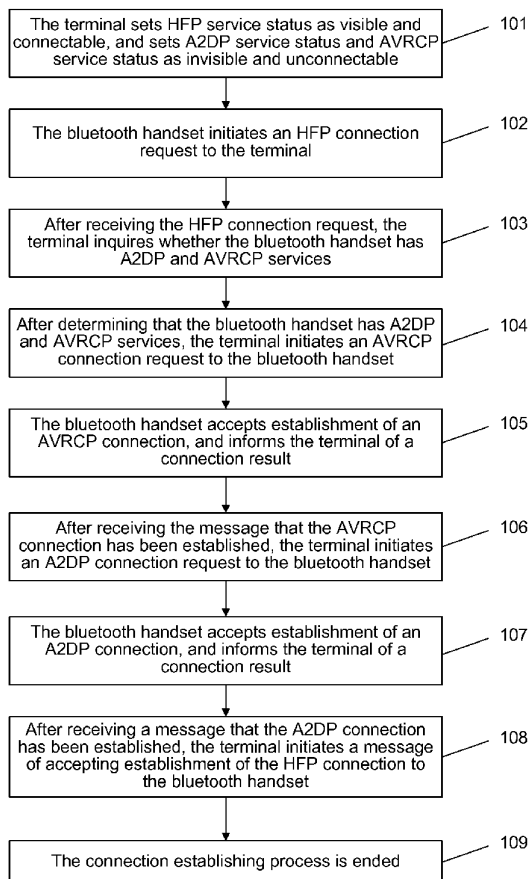 The terminal sets HFP service status as visible and
connectable, and sets A2DP service status and AVRCP
service status as invisible and unconnectable
101
The bluetooth handset initiates an HFP connection
request to the terminal
102
After receiving the HFP connection request, the
terminal inquires whether the bluetooth handset has
A2DP and AVRCP services
103
After determining that the bluetooth handset has A2DP
and AVRCP services, the terminal initiates an AVRCP
connection request to the bluetooth handset
104
The bluetooth handset accepts establishment of an
AVRCP connection, and informs the terminal of a
connection result
105
After receiving the message that the AVRCP
connection has been established, the terminal initiates
an A2DP connection request to the bluetooth handset
106
The bluetooth handset accepts establishment of an
A2DP connection, and informs the terminal of a
connection result
107
After receiving a message that the A2DP connection
has been established, the terminal initiates a message
of accepting establishment of the HFP connection to
the bluetooth handset
108
The connection establishing process is ended
109